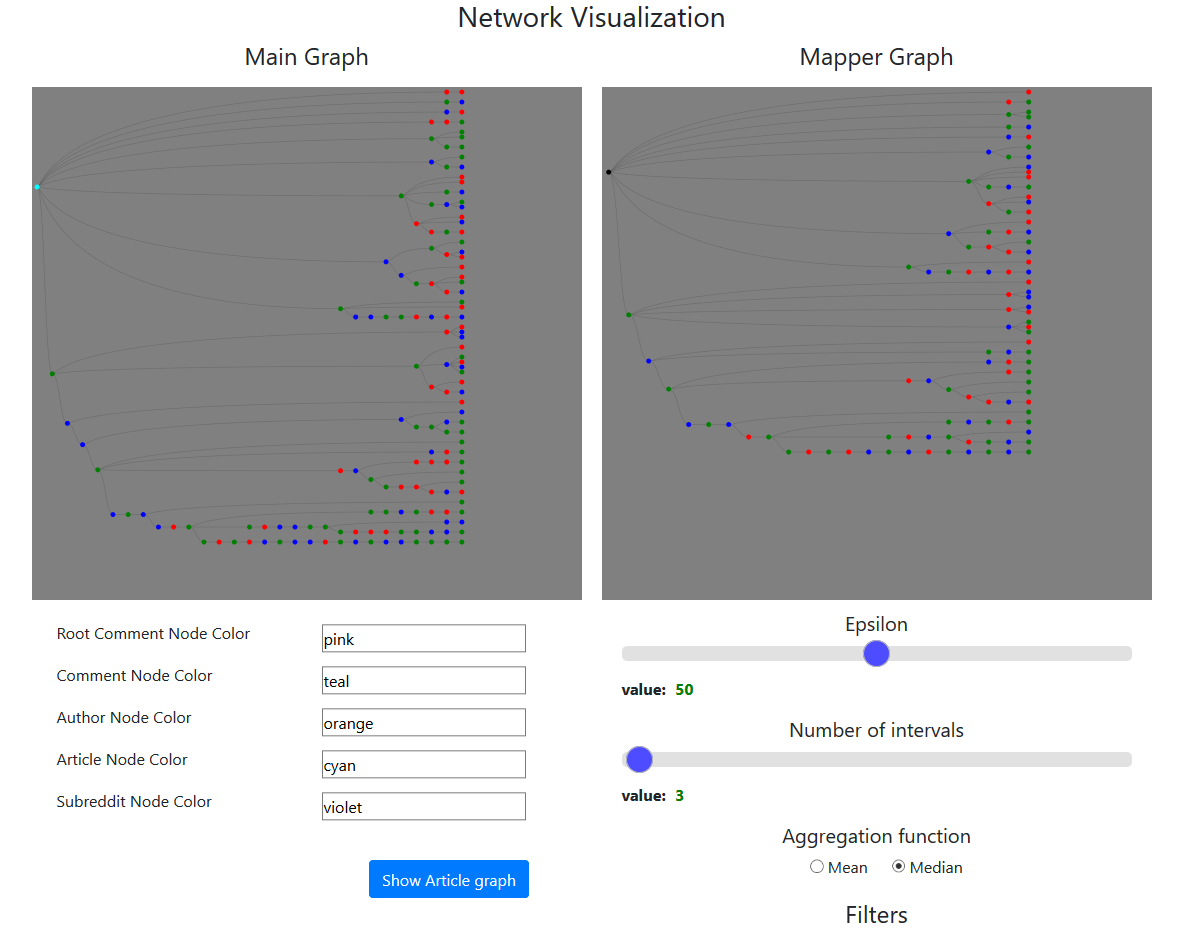 Network Visualization
Main Graph
Mapper Graph
Root Comment Node Color
pink
Comment Node Color
teal
Author Node Color
orange
Article Node Color
cyan
Subreddit Node Color
violet
Show Article graph
Epsilon
value: 50
Number of intervals
value: 3
Aggregation function
Mean Median
Filters